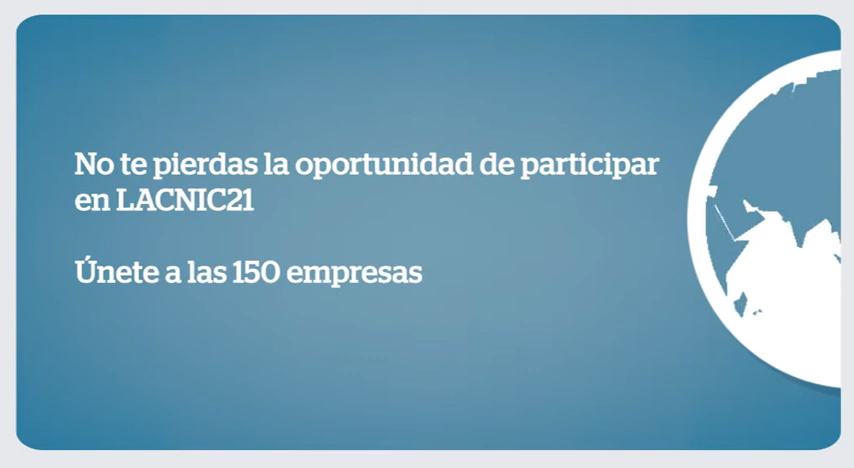 No te pierdas la oportunidad de participar
en LACNIC21
Únete a las 150 empresas